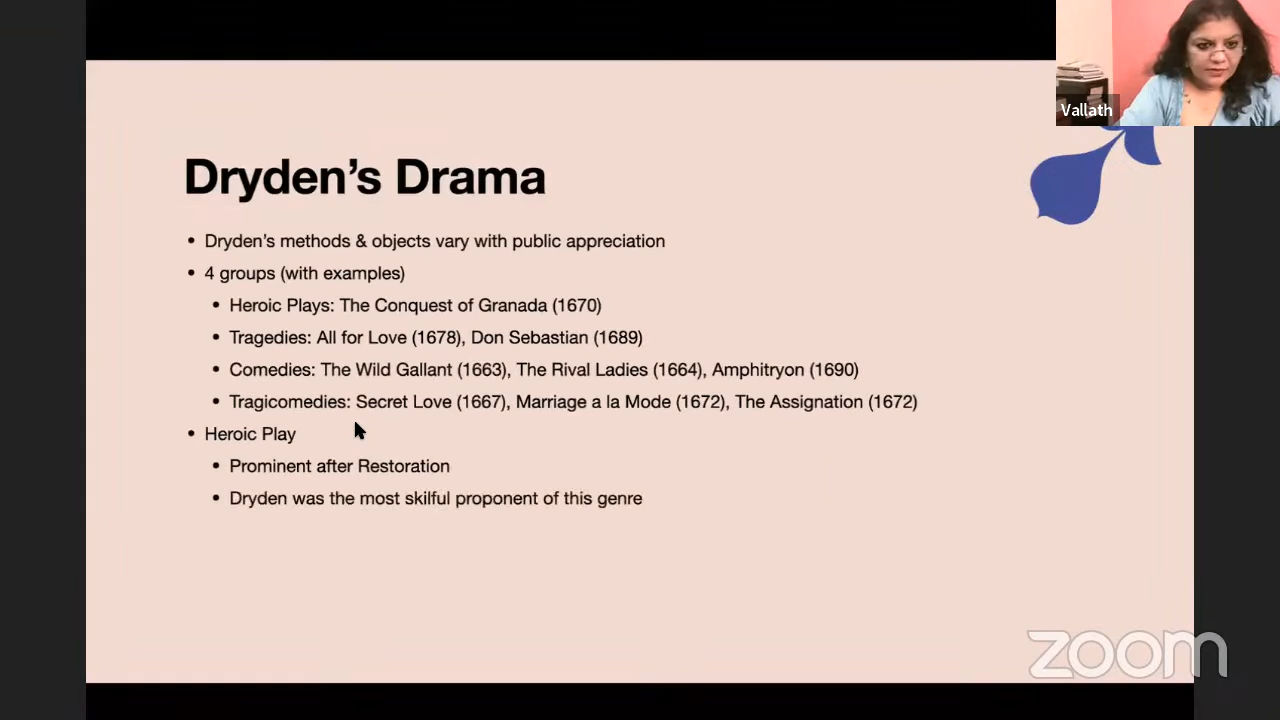 Vallath
Dryden’s Drama
• Dryden’s methods & objects vary with public appreciation
• 4 groups (with examples)
• Heroic Plays: The Conquest of Granada (1670)
• Tragedies: All for Love (1678), Don Sebastian (1689)
• Comedies: The Wild Gallant (1663), The Rival Ladies (1664), Amphitryon (1690)
• Tragicomedies: Secret Love (1667), Marriage a la Mode (1672), The Assignation (1672)
• Heroic Play
• Prominent after Restoration
• Dryden was the most skilful proponent of this genre
zoom